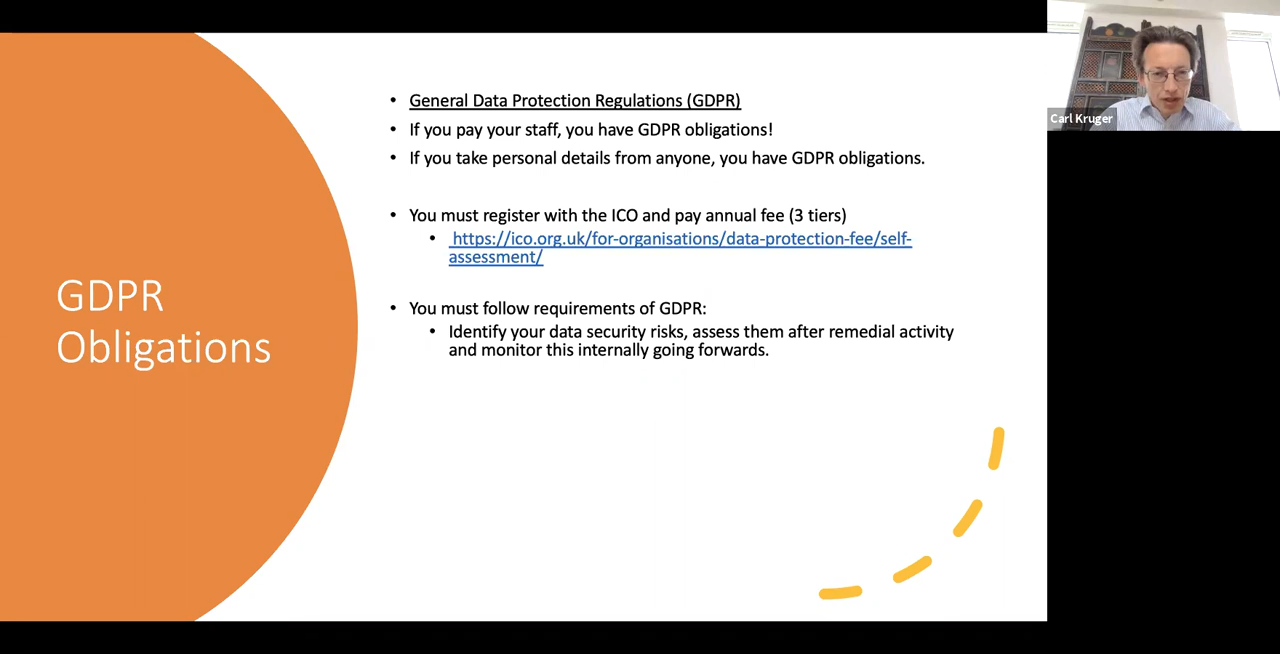 GDPR
Obligations
• General Data Protection Regulations (GDPR)
• If you pay your staff, you have GDPR obligations!
• If you take personal details from anyone, you have GDPR obligations.
• You must register with the ICO and pay annual fee (3 tiers)
• https://ico.org.uk/for-organisations/data-protection-fee/self-
assessment/
• You must follow requirements of GDPR:
• Identify your data security risks, assess them after remedial activity
and monitor this internally going forwards.
Carl Kruger